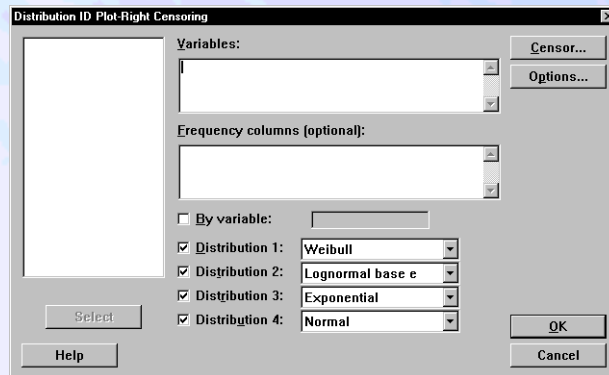 Distribution ID Plot-Right Censoring
Variables:
Censor...
Options...
Frequency columns (optional):
By variable:
Distribution 1: Weibull
Distribution 2: Lognormal base e
Distribution 3: Exponential
Distribution 4: Normal
Select
OK
Help
Cancel